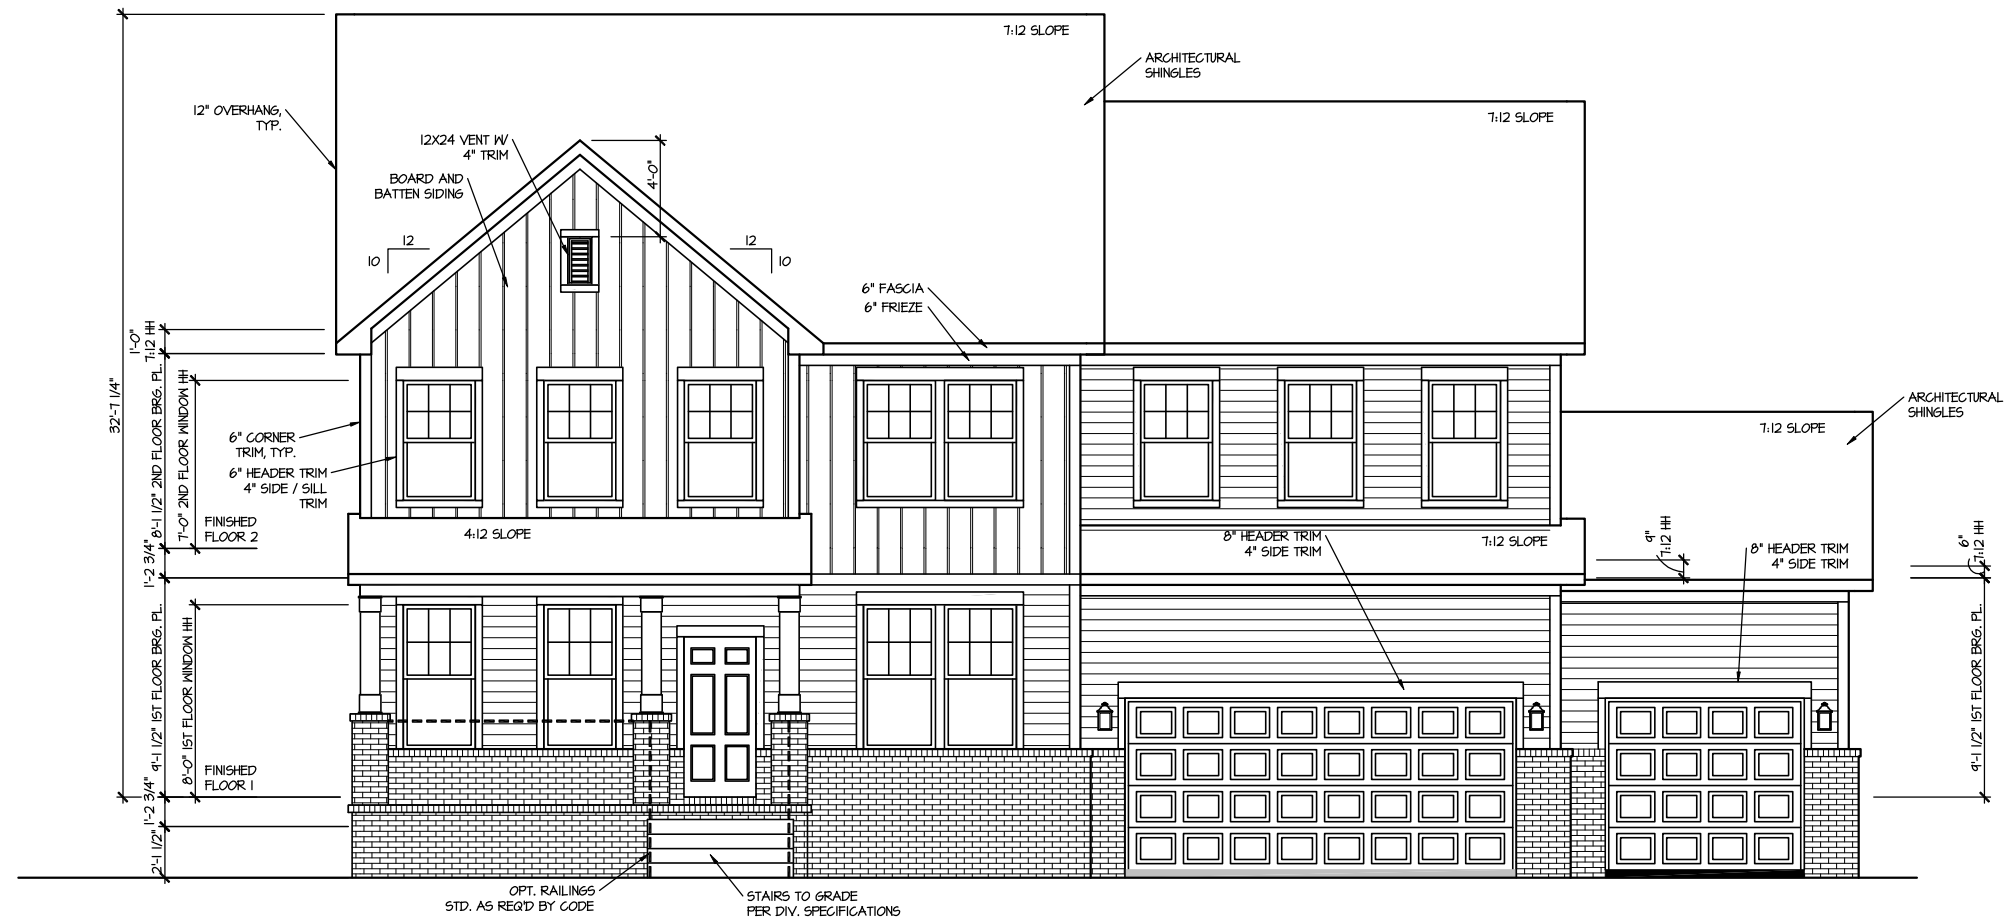 7:12 SLOPE
ARCHITECTURAL
SHINGLES
12" OVERHANG,
TYP.
7:12 SLOPE
12X24 VENT W/
4" TRIM
4'-0"
BOARD AND
BATTEN SIDING
12
10
12
10
6" FASCIA
6" FRIEZE
1'-0"
7:12 HH
32'-7 1/4"
8'-1 1/2" 2ND FLOOR BRG. PL.
7'-0" 2ND FLOOR WINDOW HH
ARCHITECTURAL
SHINGLES
7:12 SLOPE
6" CORNER
TRIM, TYP.
6" HEADER TRIM
4" SIDE / SILL
TRIM
FINISHED
FLOOR 2
4:12 SLOPE
8" HEADER TRIM
4" SIDE TRIM
7:12 SLOPE
9"
7:12 HH
8" HEADER TRIM
4" SIDE TRIM
6"
7:12 HH
1'-2 3/4"
9'-1 1/2" 1ST FLOOR BRG. PL.
8'-0" 1ST FLOOR WINDOW HH
9'-1 1/2" 1ST FLOOR BRG. PL.
FINISHED
FLOOR 1
1'-2 3/4"
2'-1 1/2"
OPT. RAILINGS
STD. AS REQ'D BY CODE
STAIRS TO GRADE
PER DIV. SPECIFICATIONS